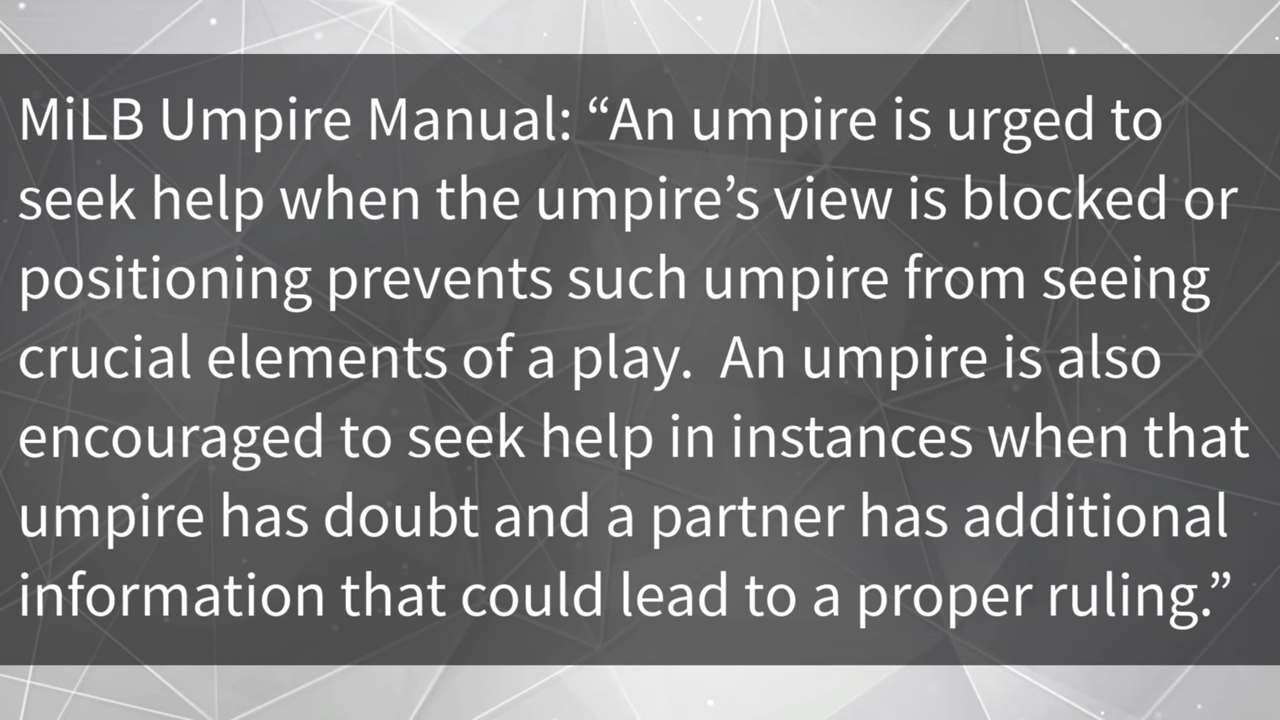 MiLB Umpire Manual: “An umpire is urged to
seek help when the umpire’s view is blocked or
positioning prevents such umpire from seeing
crucial elements of a play.  An umpire is also
encouraged to seek help in instances when that
umpire has doubt and a partner has additional
information that could lead to a proper ruling.”